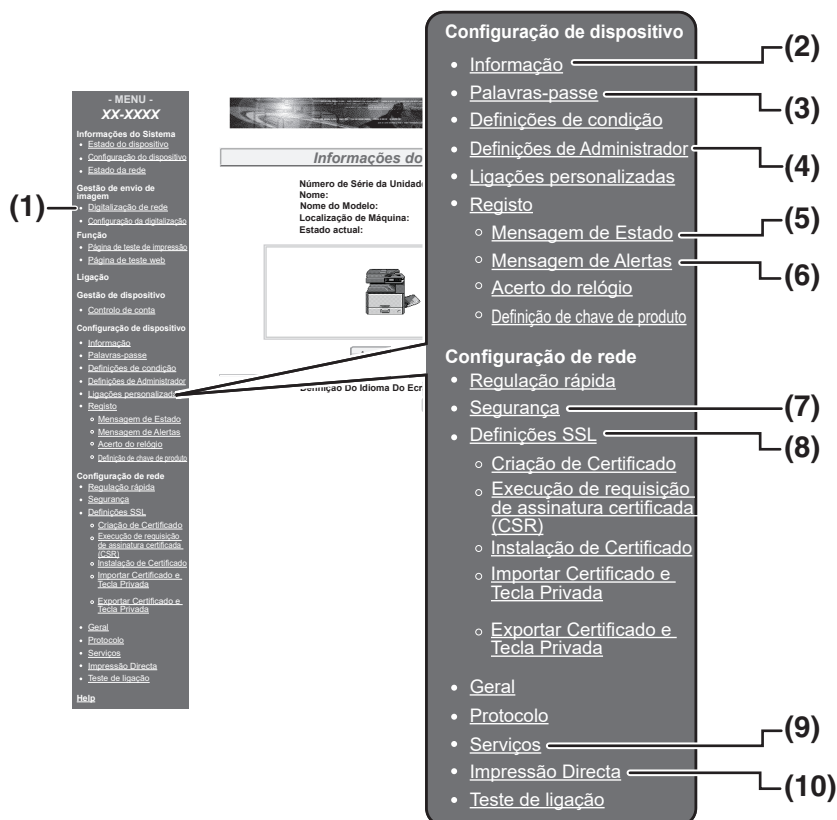 - MENU -
XX-XXXX
Informações do Sistema
• Estado do dispositivo
• Configuração do dispositivo
• Estado da rede
Gestão de envio de
imagem
• Digitalização de rede
• Configuração da digitalização
Função
• Página de teste de impressão
• Página de teste web
Ligação
Gestão de dispositivo
• Controlo de conta
Configuração de dispositivo
• Informação
• Palavras-passe
• Definições de condição
• Definições de Administrador
• Ligações personalizad
• Registo
Mensagem de Estado
Mensagem de Alertas
Acerto do relógio
Definição de chave de produto
Configuração de rede
• Regulação rápida
• Segurança
• Definições SSL
Criação de Certificado
Execução de requisição
de assinatura certificada
(CSR)
Instalação de Certificado
Importar Certificado e
Tecla Privada
Exportar Certificado e
Tecla Privada
• Geral
• Protocolo
• Serviços
• Impressão Directa
• Teste de ligação
Help
(1)
Informações do
Número de Série da Unidad
Nome:
Nome do Modelo:
Localização de Máquina:
Estado actual:
Definição Do Idioma Do Ecr
Configuração de dispositivo
• Informação
• Palavras-passe
• Definições de condição
• Definições de Administrador
• Ligações personalizadas
• Registo
Mensagem de Estado
Mensagem de Alertas
Acerto do relógio
Definição de chave de produto
Configuração de rede
• Regulação rápida
• Segurança
• Definições SSL
Criação de Certificado
Execução de requisição
de assinatura certificada
(CSR)
Instalação de Certificado
Importar Certificado e
Tecla Privada
Exportar Certificado e
Tecla Privada
• Geral
• Protocolo
• Serviços
• Impressão Directa
• Teste de ligação
(2)
(3)
(4)
(5)
(6)
(7)
(8)
(9)
(10)